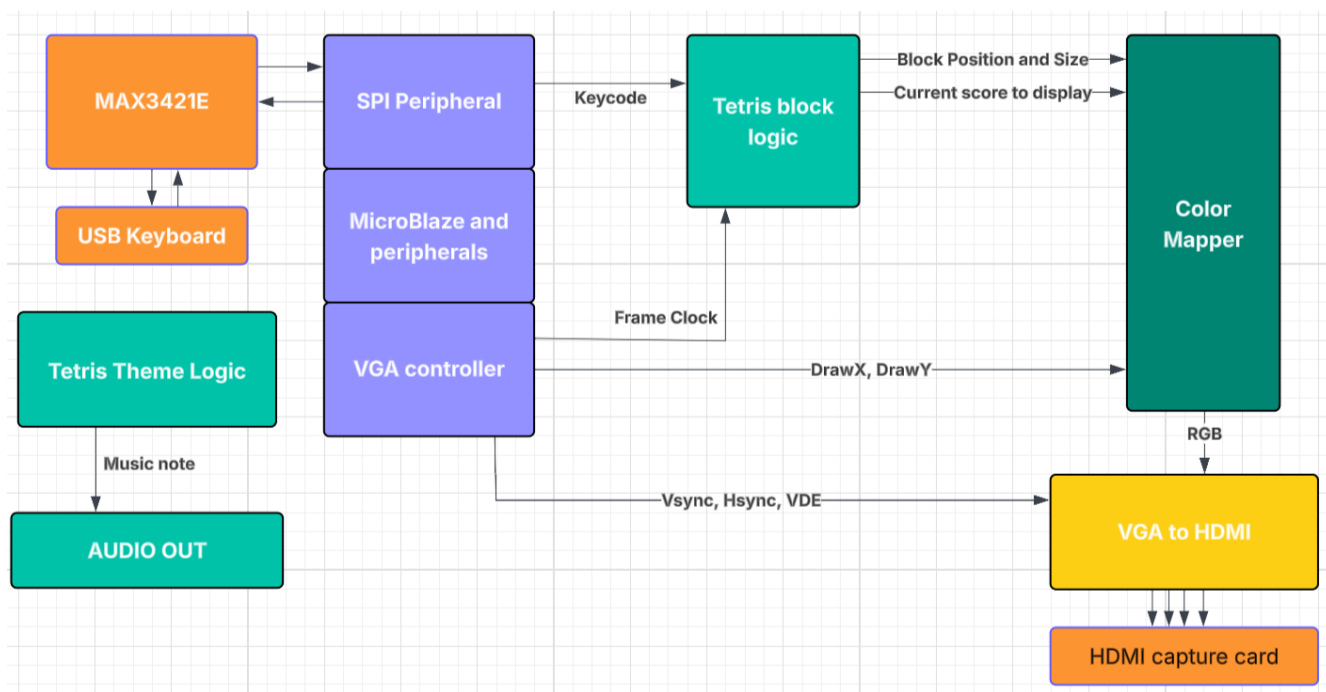 MAX3421E
SPI Peripheral
Keycode
Tetris block
logic
Block Position and Size
Current score to display
USB Keyboard
MicroBlaze and
peripherals
Color
Mapper
Frame Clock
Tetris Theme Logic
VGA controller
DrawX, DrawY
Music note
RGB
Vsync, Hsync, VDE
VGA to HDMI
AUDIO OUT
HDMI capture card